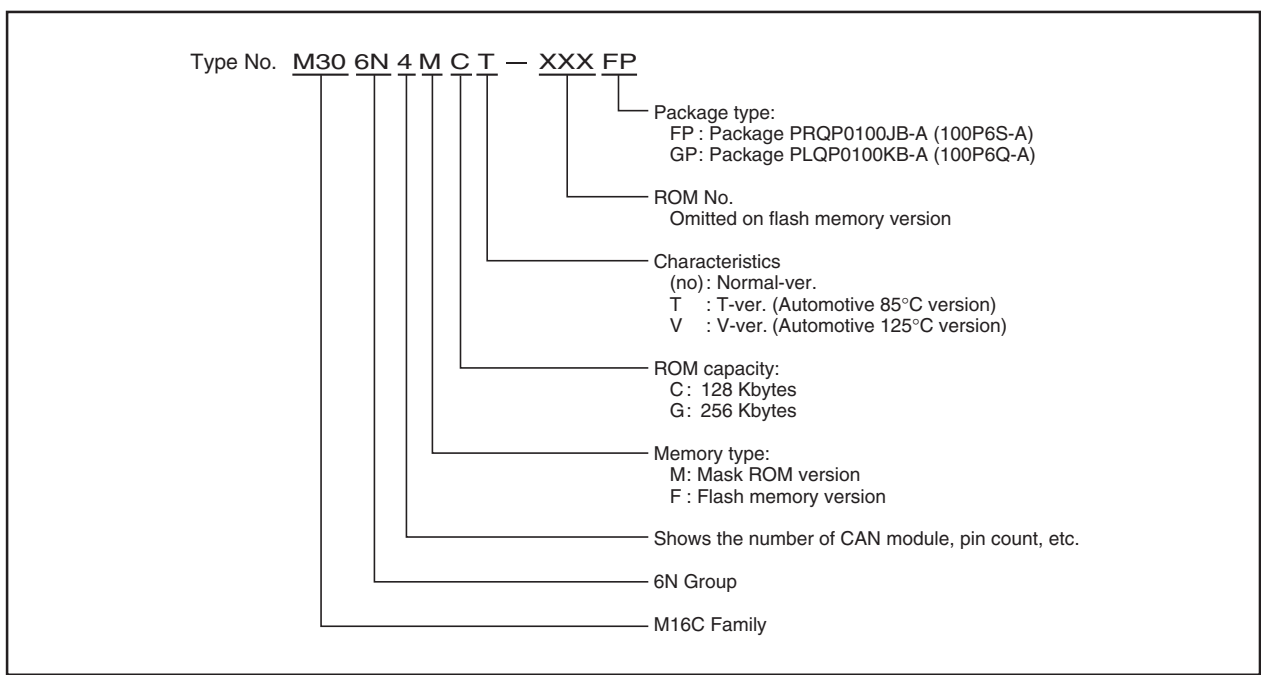 Type No. M30 6N 4 M C T — XXX FP
Package type:
FP : Package PRQP0100JB-A (100P6S-A)
GP: Package PLQP0100KB-A (100P6Q-A)
ROM No.
Omitted on flash memory version
Characteristics
(no) : Normal-ver.
T : T-ver. (Automotive 85°C version)
V : V-ver. (Automotive 125°C version)
ROM capacity:
C : 128 Kbytes
G: 256 Kbytes
Memory type:
M: Mask ROM version
F : Flash memory version
Shows the number of CAN module, pin count, etc.
6N Group
M16C Family